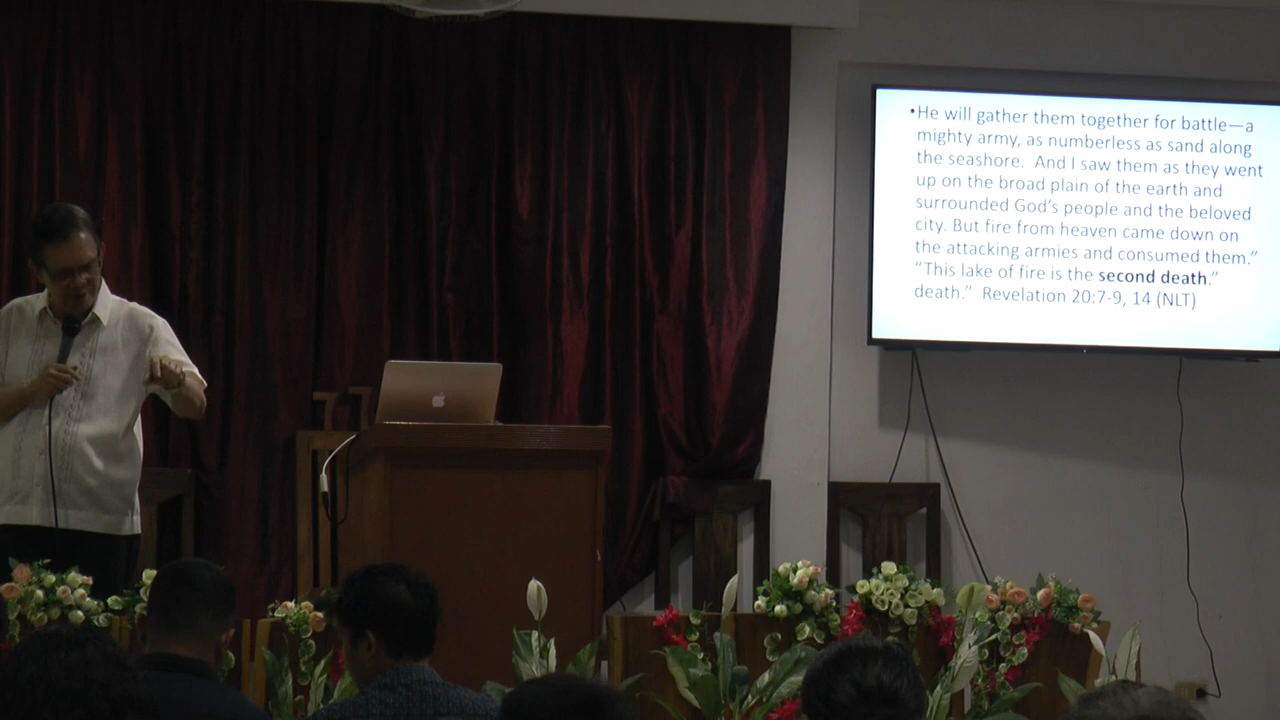 •He will gather them together for battle—a
mighty army, as numberless as sand along
the seashore.  And I saw them as they went
up on the broad plain of the earth and
surrounded God's people and the beloved
city. But fire from heaven came down on
the attacking armies and consumed them."
"This lake of fire is the second death."
death."  Revelation 20:7-9, 14 (NLT)